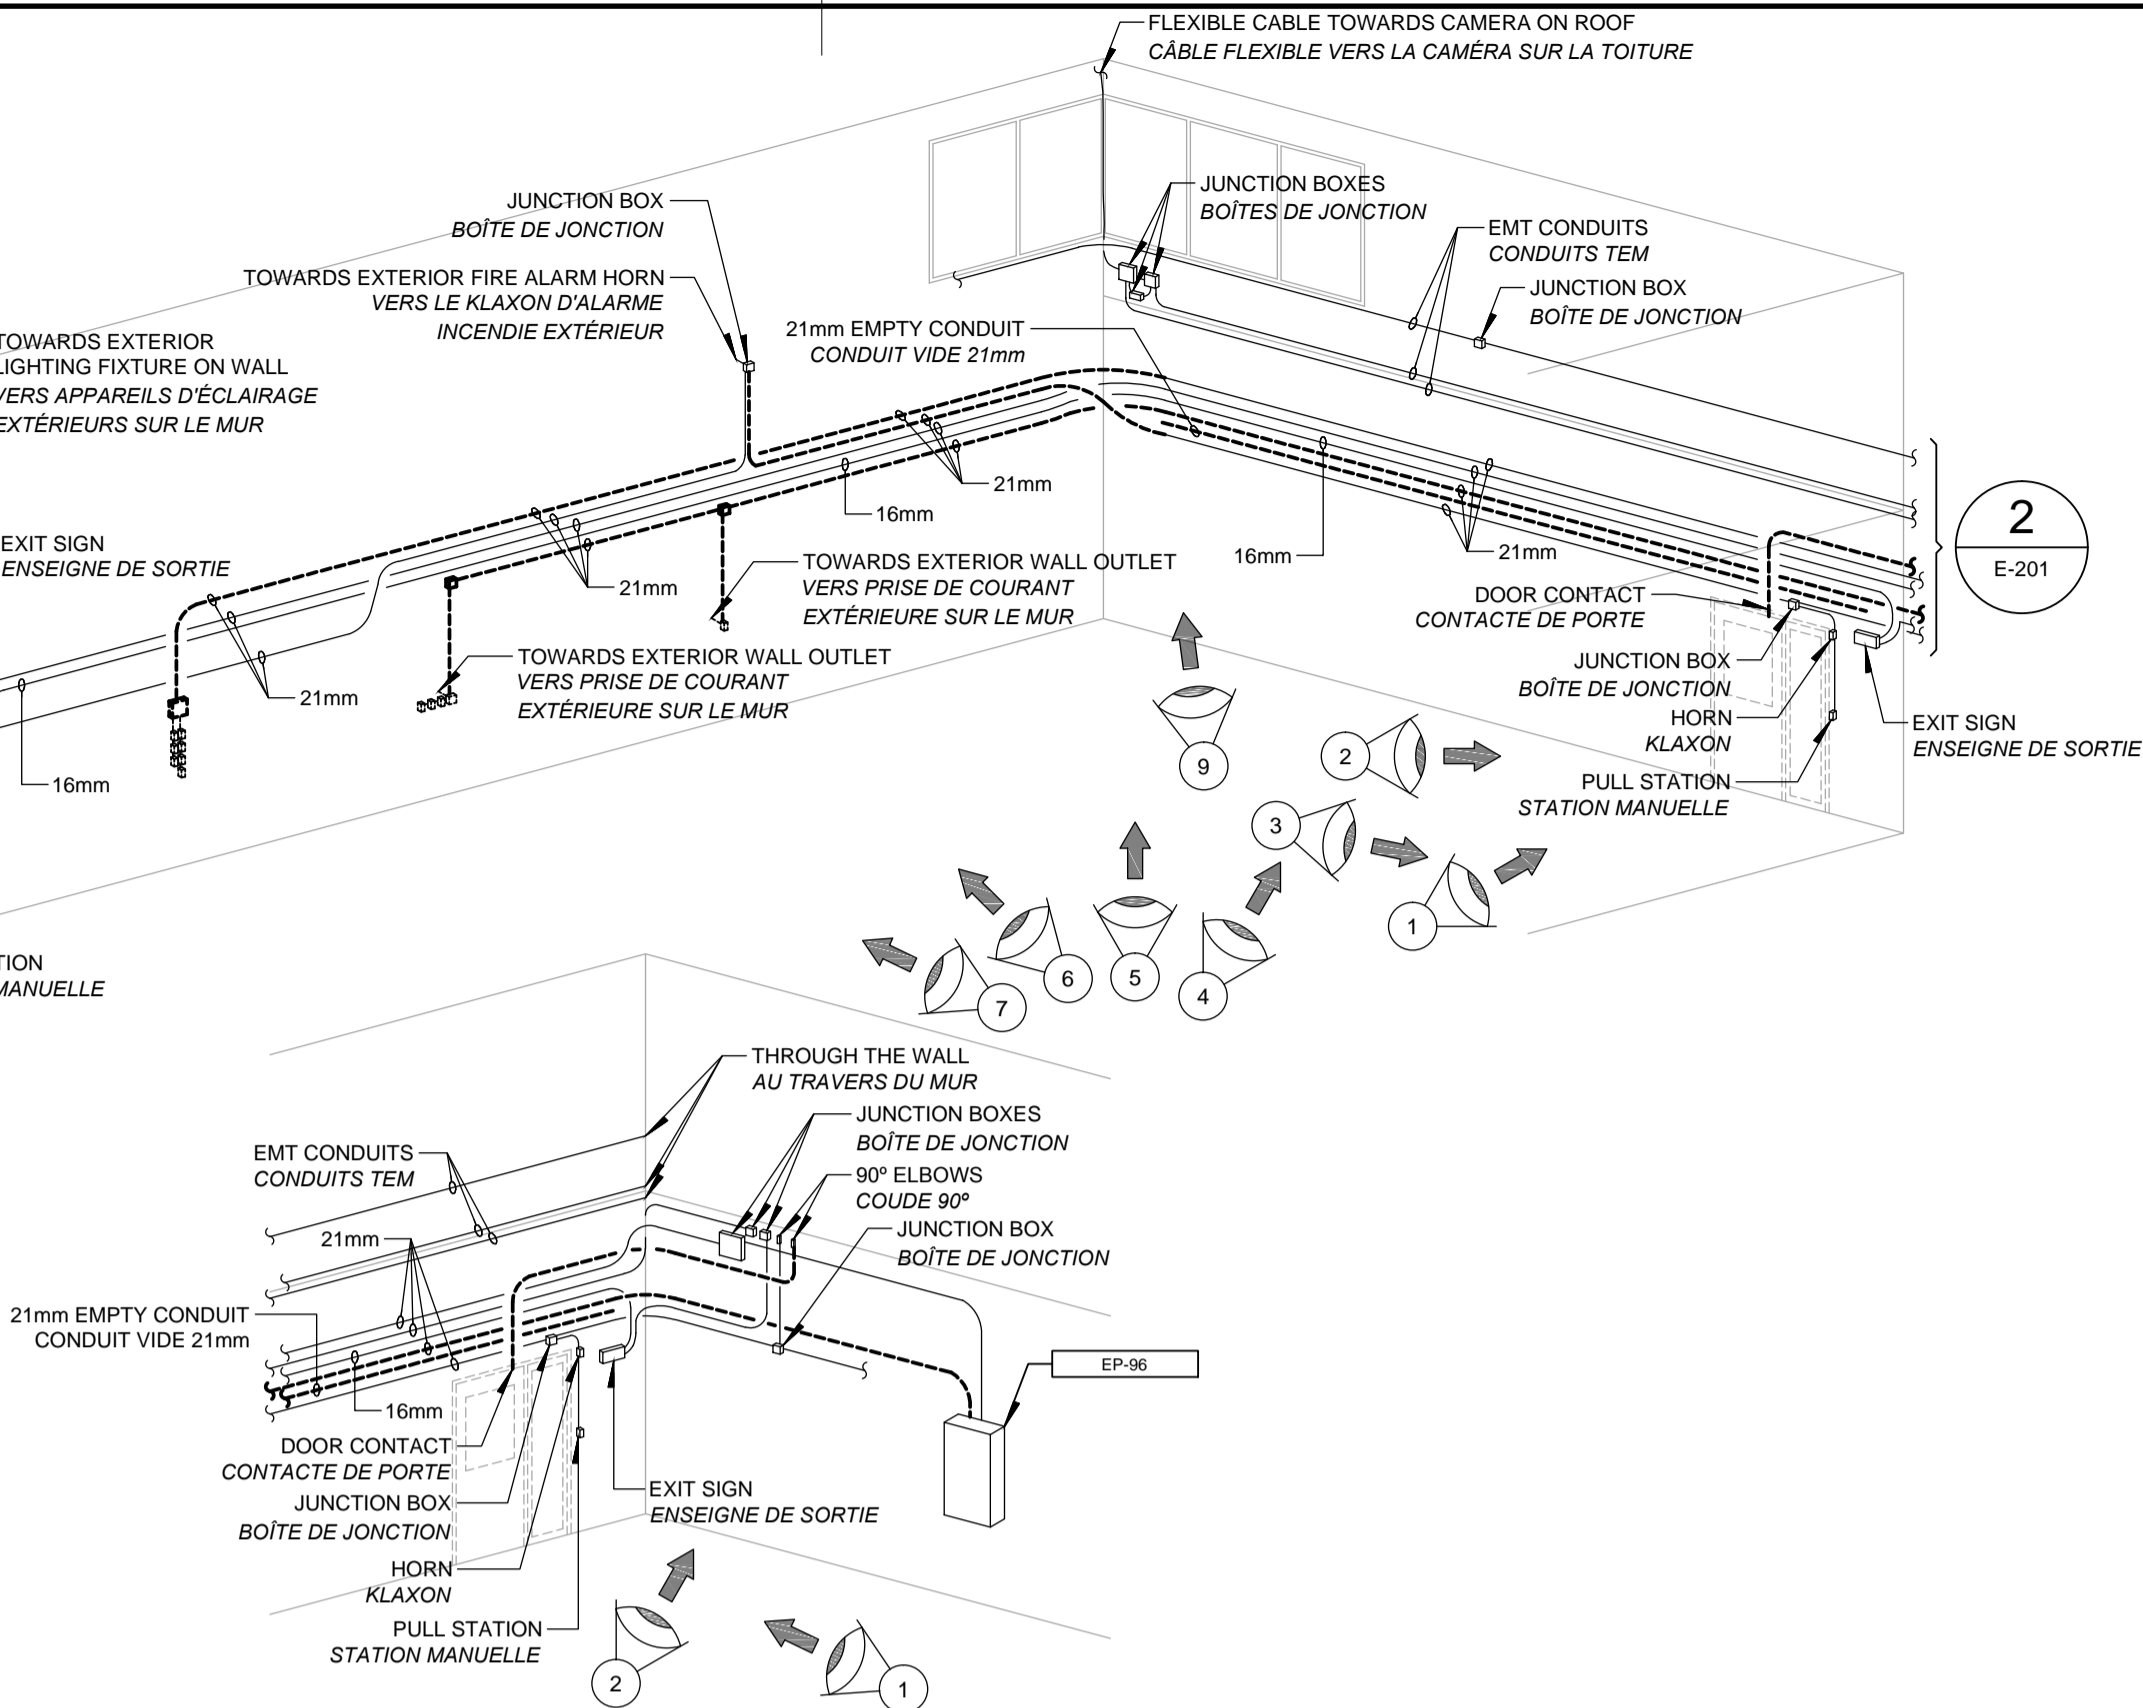 FLEXIBLE CABLE TOWARDS CAMERA ON ROOF
CÂBLE FLEXIBLE VERS LA CAMÉRA SUR LA TOITURE
JUNCTION BOX
BOÎTE DE JONCTION
JUNCTION BOXES
BOÎTES DE JONCTION
EMT CONDUITS
CONDUITS TEM
TOWARDS EXTERIOR FIRE ALARM HORN
VERS LE KLAXON D'ALARME
INCENDIE EXTÉRIEUR
JUNCTION BOX
BOÎTE DE JONCTION
21mm EMPTY CONDUIT
CONDUIT VIDE 21mm
TOWARDS EXTERIOR
LIGHTING FIXTURE ON WALL
VERS APPAREILS D'ÉCLAIRAGE
EXTÉRIEURS SUR LE MUR
21mm
16mm
2
E-201
EXIT SIGN
ENSEIGNE DE SORTIE
21mm
16mm
21mm
TOWARDS EXTERIOR WALL OUTLET
VERS PRISE DE COURANT
EXTÉRIEURE SUR LE MUR
DOOR CONTACT
CONTACTE DE PORTE
TOWARDS EXTERIOR WALL OUTLET
VERS PRISE DE COURANT
EXTÉRIEURE SUR LE MUR
21mm
16mm
JUNCTION BOX
BOÎTE DE JONCTION
HORN
KLAXON
EXIT SIGN
ENSEIGNE DE SORTIE
PULL STATION
STATION MANUELLE
9
2
3
1
6
5
4
7
TION
MANUELLE
THROUGH THE WALL
AU TRAVERS DU MUR
JUNCTION BOXES
BOÎTE DE JONCTION
EMT CONDUITS
CONDUITS TEM
90º ELBOWS
COUDE 90º
JUNCTION BOX
BOÎTE DE JONCTION
21mm
21mm EMPTY CONDUIT
CONDUIT VIDE 21mm
EP-96
16mm
DOOR CONTACT
CONTACTE DE PORTE
JUNCTION BOX
BOÎTE DE JONCTION
EXIT SIGN
ENSEIGNE DE SORTIE
HORN
KLAXON
PULL STATION
STATION MANUELLE
2
1